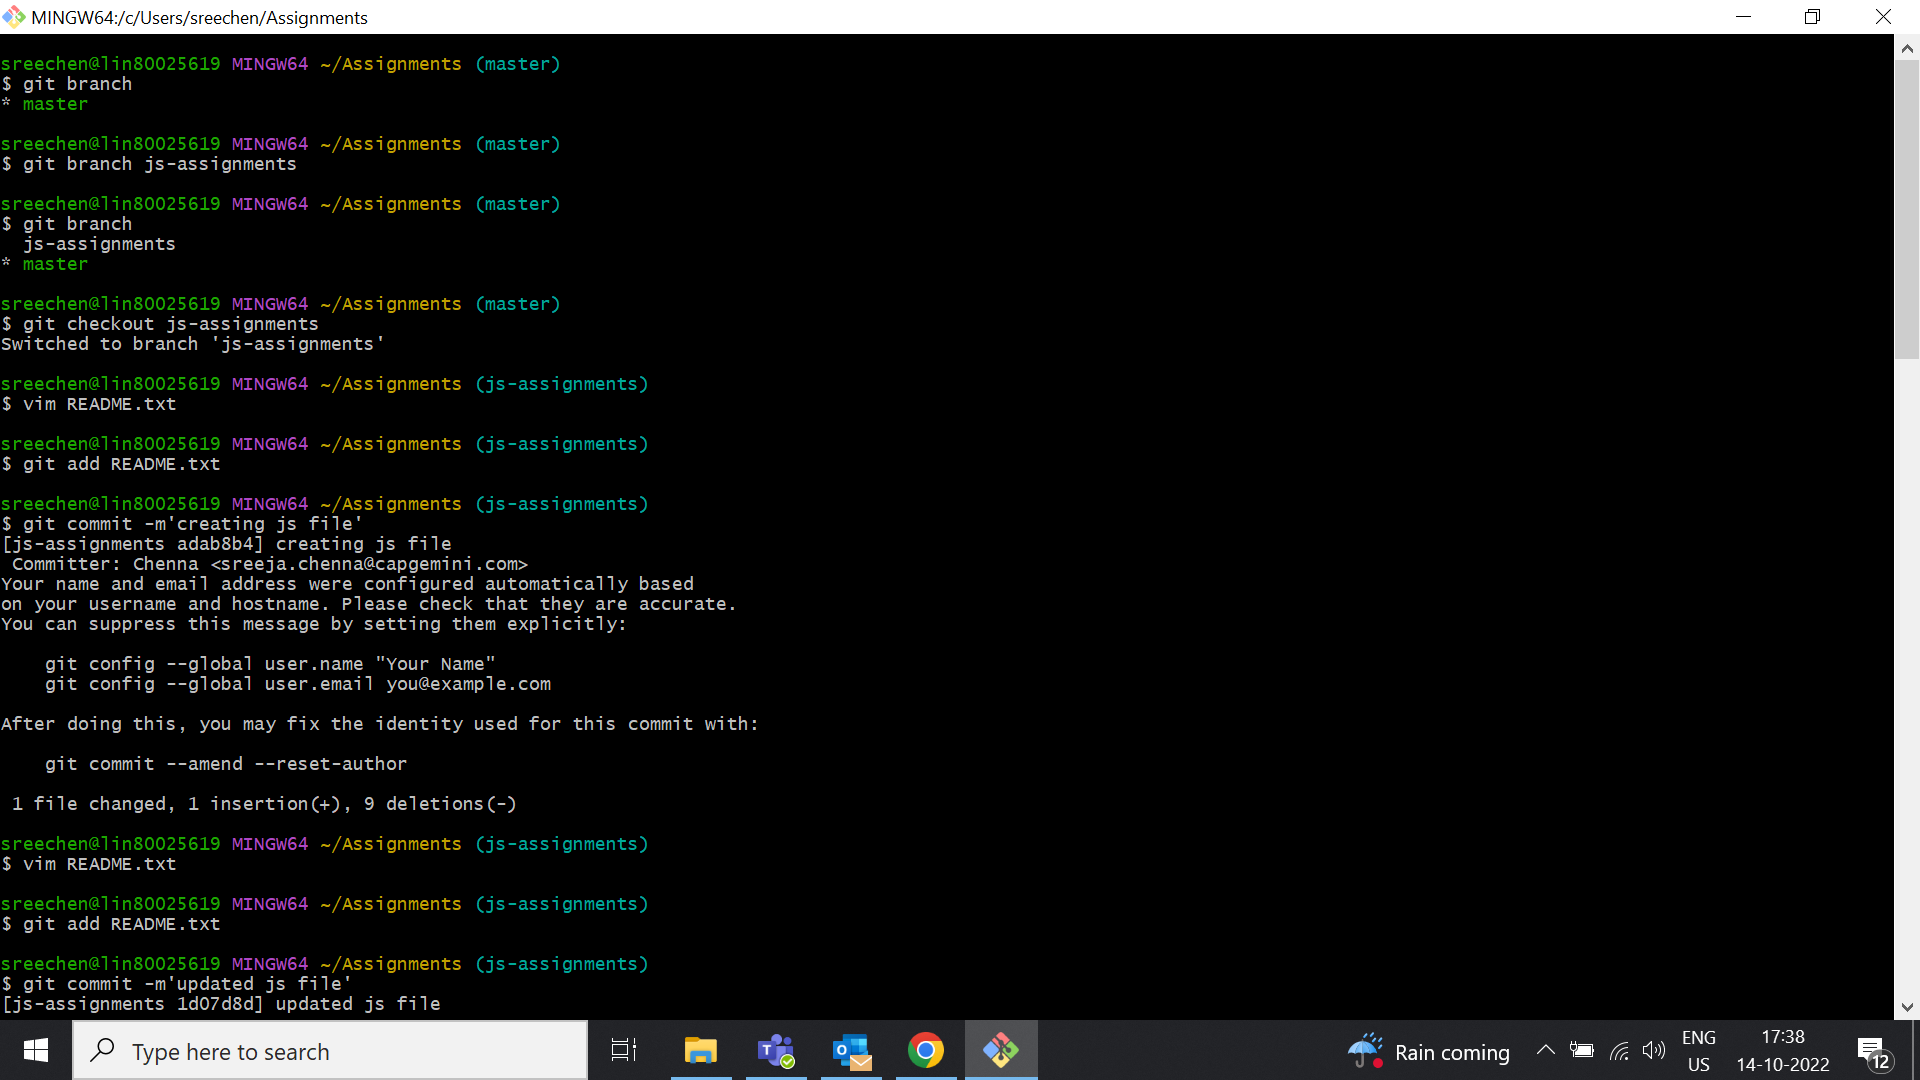 MINGW64:/c/Users/sreechen/Assignments
sreechen@lin80025619 MINGW64 ~/Assignments (master)
$ git branch
* master
sreechen@lin80025619 MINGW64 ~/Assignments (master)
$ git branch js-assignments
sreechen@lin80025619 MINGW64 ~/Assignments (master)
$ git branch
  js-assignments
* master
sreechen@lin80025619 MINGW64 ~/Assignments (master)
$ git checkout js-assignments
Switched to branch 'js-assignments'
sreechen@lin80025619 MINGW64 ~/Assignments (js-assignments)
$ vim README.txt
sreechen@lin80025619 MINGW64 ~/Assignments (js-assignments)
$ git add README.txt
sreechen@lin80025619 MINGW64 ~/Assignments (js-assignments)
$ git commit -m'creating js file'
[js-assignments adab8b4] creating js file
 Committer: Chenna <sreeja.chenna@capgemini.com>
Your name and email address were configured automatically based
on your username and hostname. Please check that they are accurate.
You can suppress this message by setting them explicitly:
    git config --global user.name "Your Name"
    git config --global user.email you@example.com
After doing this, you may fix the identity used for this commit with:
    git commit --amend --reset-author
 1 file changed, 1 insertion(+), 9 deletions(-)
sreechen@lin80025619 MINGW64 ~/Assignments (js-assignments)
$ vim README.txt
sreechen@lin80025619 MINGW64 ~/Assignments (js-assignments)
$ git add README.txt
sreechen@lin80025619 MINGW64 ~/Assignments (js-assignments)
$ git commit -m'updated js file'
[js-assignments 1d07d8d] updated js file
Type here to search
Rain coming
ENG
US
17:38
14-10-2022
12